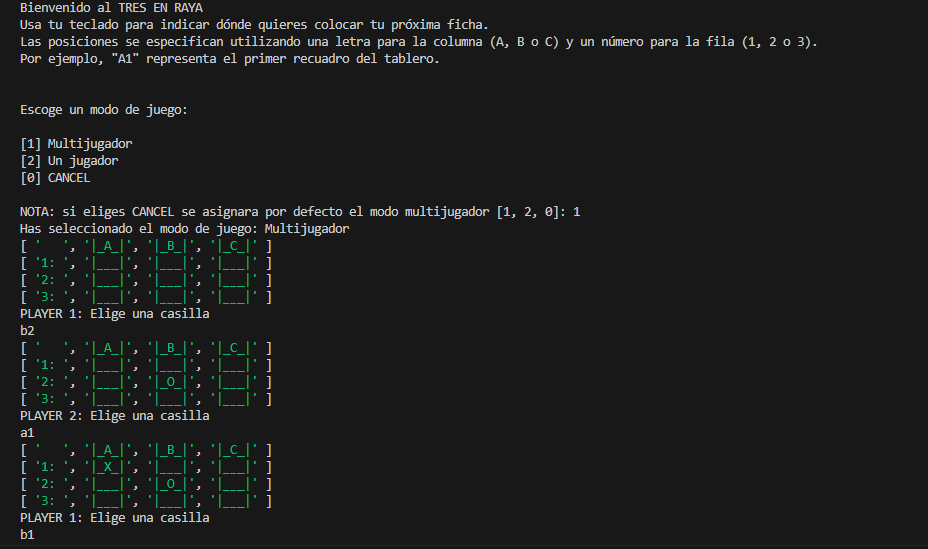 Bienvenido al TRES EN RAYA
Usa tu teclado para indicar dónde quieres colocar tu próxima ficha.
Las posiciones se especifican utilizando una letra para la columna (A, B o C) y un número para la fila (1, 2 o 3).
Por ejemplo, "A1" representa el primer recuadro del tablero.
Escoge un modo de juego:
[1] Multijugador
[2] Un jugador
[0] CANCEL
NOTA: si eliges CANCEL se asignara por defecto el modo multijugador [1, 2, 0]: 1
Has seleccionado el modo de juego: Multijugador
[ '   ', '|_A_|', '|_B_|', '|_C_|' ]
[ '1: ', '|___|', '|___|', '|___|' ]
[ '2: ', '|___|', '|___|', '|___|' ]
[ '3: ', '|___|', '|___|', '|___|' ]
PLAYER 1: Elige una casilla
b2
[ '   ', '|_A_|', '|_B_|', '|_C_|' ]
[ '1: ', '|___|', '|___|', '|___|' ]
[ '2: ', '|___|', '|_O_|', '|___|' ]
[ '3: ', '|___|', '|___|', '|___|' ]
PLAYER 2: Elige una casilla
a1
[ '   ', '|_A_|', '|_B_|', '|_C_|' ]
[ '1: ', '|_X_|', '|___|', '|___|' ]
[ '2: ', '|___|', '|_O_|', '|___|' ]
[ '3: ', '|___|', '|___|', '|___|' ]
PLAYER 1: Elige una casilla
b1